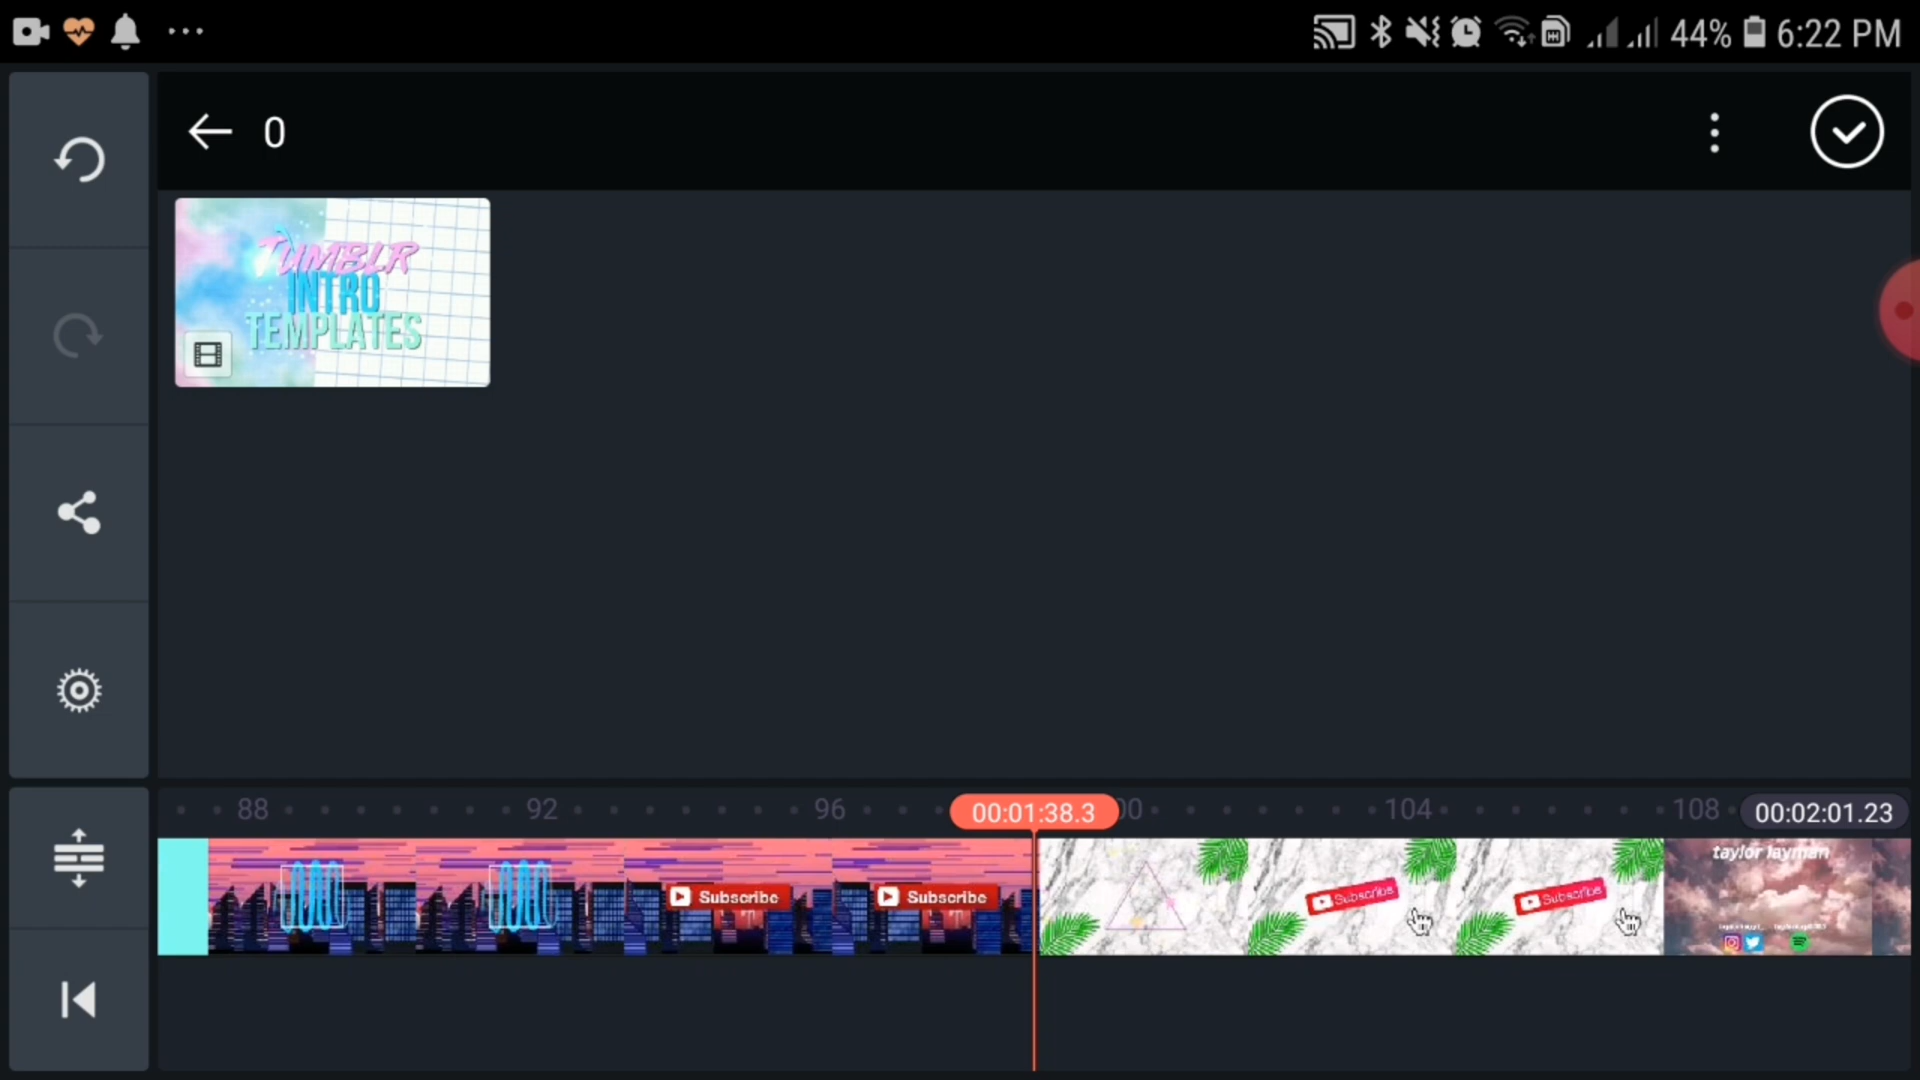 44% 6:22 PM
0
TUMBLR
INTRO
TEMPLATES
88 92 96 00:01:38.3 00 104 108 00:02:01.23
taylor layman
Subscribe Subscribe Subscribe Subscribe